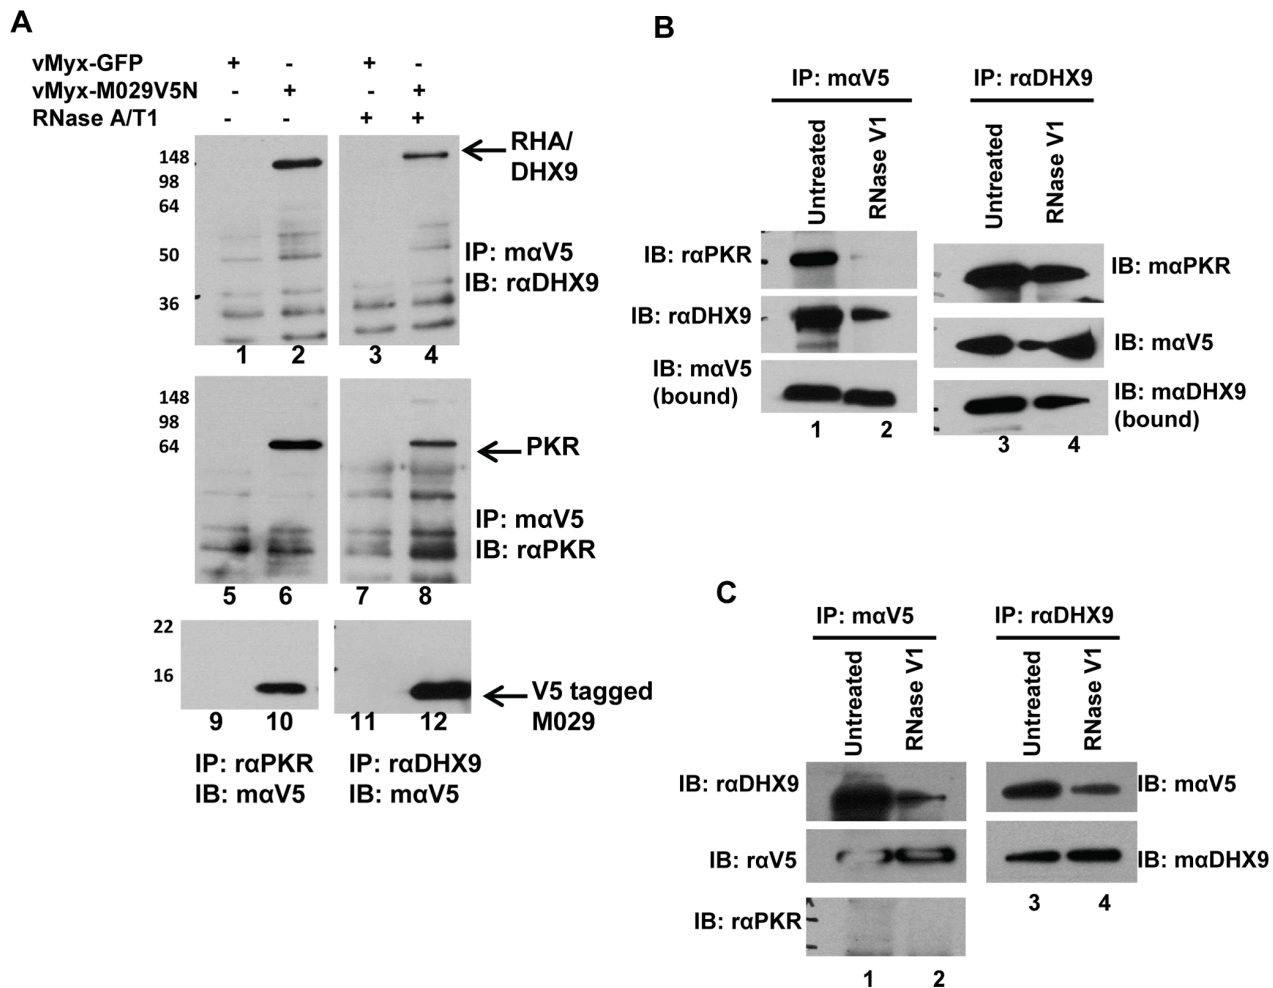 A
vMyx-GFP + - + -
vMyx-M029V5N - + - +
RNase A/T1 - - + +
148
98
64
50
36
RHA/
DHX9
IP: mαV5
IB: rαDHX9
1 2 3 4
148
98
64
PKR
IP: mαV5
IB: rαPKR
5 6 7 8
22
16
V5 tagged
M029
9 10 11 12
IP: rαPKR
IB: mαV5
IP: rαDHX9
IB: mαV5
B
IP: mαV5
IP: rαDHX9
Untreated
RNase V1
Untreated
RNase V1
IB: rαPKR
IB: rαDHX9
IB: mαV5
(bound)
1 2
IB: mαPKR
IB: mαV5
IB: mαDHX9
(bound)
3 4
C
IP: mαV5
IP: rαDHX9
Untreated
RNase V1
Untreated
RNase V1
IB: rαDHX9
IB: rαV5
IB: rαPKR
1 2
IB: mαV5
IB: mαDHX9
3 4